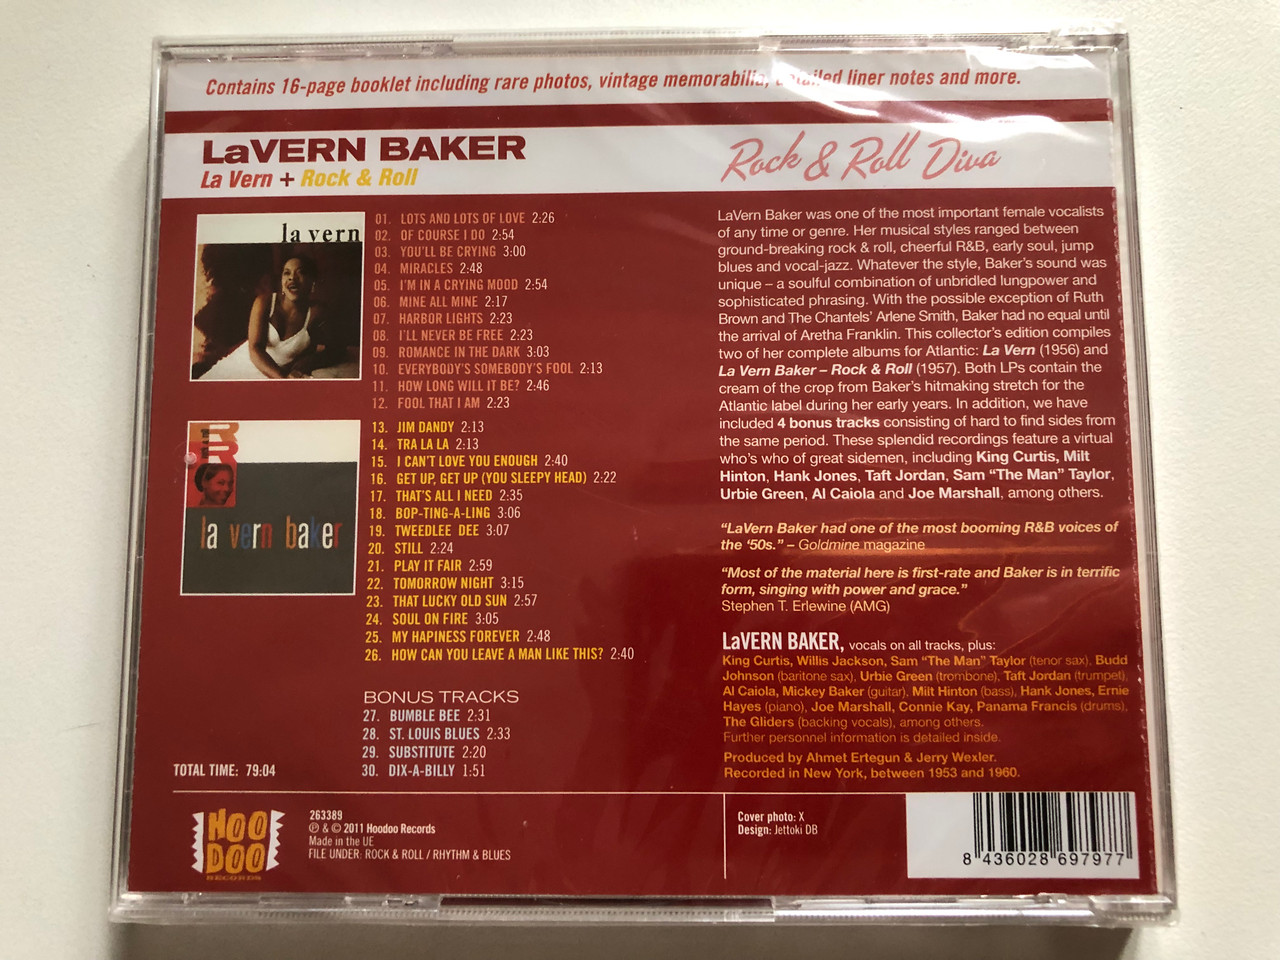 Contains 16-page booklet including rare photos, vintage memorabilia, detailed liner notes and more.
LaVERN BAKER
La Vern + Rock & Roll
Rock & Roll Diva
la vern
01. LOTS AND LOTS OF LOVE 2:26
02. OF COURSE I DO 2:54
03. YOU'LL BE CRYING 3:00
04. MIRACLES 2:48
05. I'M IN A CRYING MOOD 2:54
06. MINE ALL MINE 2:17
07. HARBOR LIGHTS 2:23
08. I'LL NEVER BE FREE 2:23
09. ROMANCE IN THE DARK 3:03
10. EVERYBODY'S SOMEBODY'S FOOL 2:13
11. HOW LONG WILL IT BE? 2:46
12. FOOL THAT I AM 2:23
R
R
la vern baker
13. JIM DANDY 2:13
14. TRA LA LA 2:13
15. I CAN'T LOVE YOU ENOUGH 2:40
16. GET UP, GET UP (YOU SLEEPY HEAD) 2:22
17. THAT'S ALL I NEED 2:35
18. BOP-TING-A-LING 3:06
19. TWEEDLEE DEE 3:07
20. STILL 2:24
21. PLAY IT FAIR 2:59
22. TOMORROW NIGHT 3:15
23. THAT LUCKY OLD SUN 2:57
24. SOUL ON FIRE 3:05
25. MY HAPINESS FOREVER 2:48
26. HOW CAN YOU LEAVE A MAN LIKE THIS? 2:40
BONUS TRACKS
27. BUMBLE BEE 2:31
28. ST. LOUIS BLUES 2:33
29. SUBSTITUTE 2:20
30. DIX-A-BILLY 1:51
TOTAL TIME: 79:04
LaVern Baker was one of the most important female vocalists
of any time or genre. Her musical styles ranged between
ground-breaking rock & roll, cheerful R&B, early soul, jump
blues and vocal-jazz. Whatever the style, Baker's sound was
unique – a soulful combination of unbridled lungpower and
sophisticated phrasing. With the possible exception of Ruth
Brown and The Chantels' Arlene Smith, Baker had no equal until
the arrival of Aretha Franklin. This collector's edition compiles
two of her complete albums for Atlantic: La Vern (1956) and
La Vern Baker – Rock & Roll (1957). Both LPs contain the
cream of the crop from Baker's hitmaking stretch for the
Atlantic label during her early years. In addition, we have
included 4 bonus tracks consisting of hard to find sides from
the same period. These splendid recordings feature a virtual
who's who of great sidemen, including King Curtis, Milt
Hinton, Hank Jones, Taft Jordan, Sam “The Man” Taylor,
Urbie Green, Al Caiola and Joe Marshall, among others.
“LaVern Baker had one of the most booming R&B voices of
the ‘50s.” – Goldmine magazine
“Most of the material here is first-rate and Baker is in terrific
form, singing with power and grace.”
Stephen T. Erlewine (AMG)
LaVERN BAKER, vocals on all tracks, plus:
King Curtis, Willis Jackson, Sam “The Man” Taylor (tenor sax), Budd
Johnson (baritone sax), Urbie Green (trombone), Taft Jordan (trumpet),
Al Caiola, Mickey Baker (guitar), Milt Hinton (bass), Hank Jones, Ernie
Hayes (piano), Joe Marshall, Connie Kay, Panama Francis (drums),
The Gliders (backing vocals), among others.
Further personnel information is detailed inside.
Produced by Ahmet Ertegun & Jerry Wexler.
Recorded in New York, between 1953 and 1960.
HOO
DOO
RECORDS
263389
℗ & © 2011 Hoodoo Records
Made in the UE
FILE UNDER: ROCK & ROLL / RHYTHM & BLUES
Cover photo: X
Design: Jettoki DB
8 436028 697977